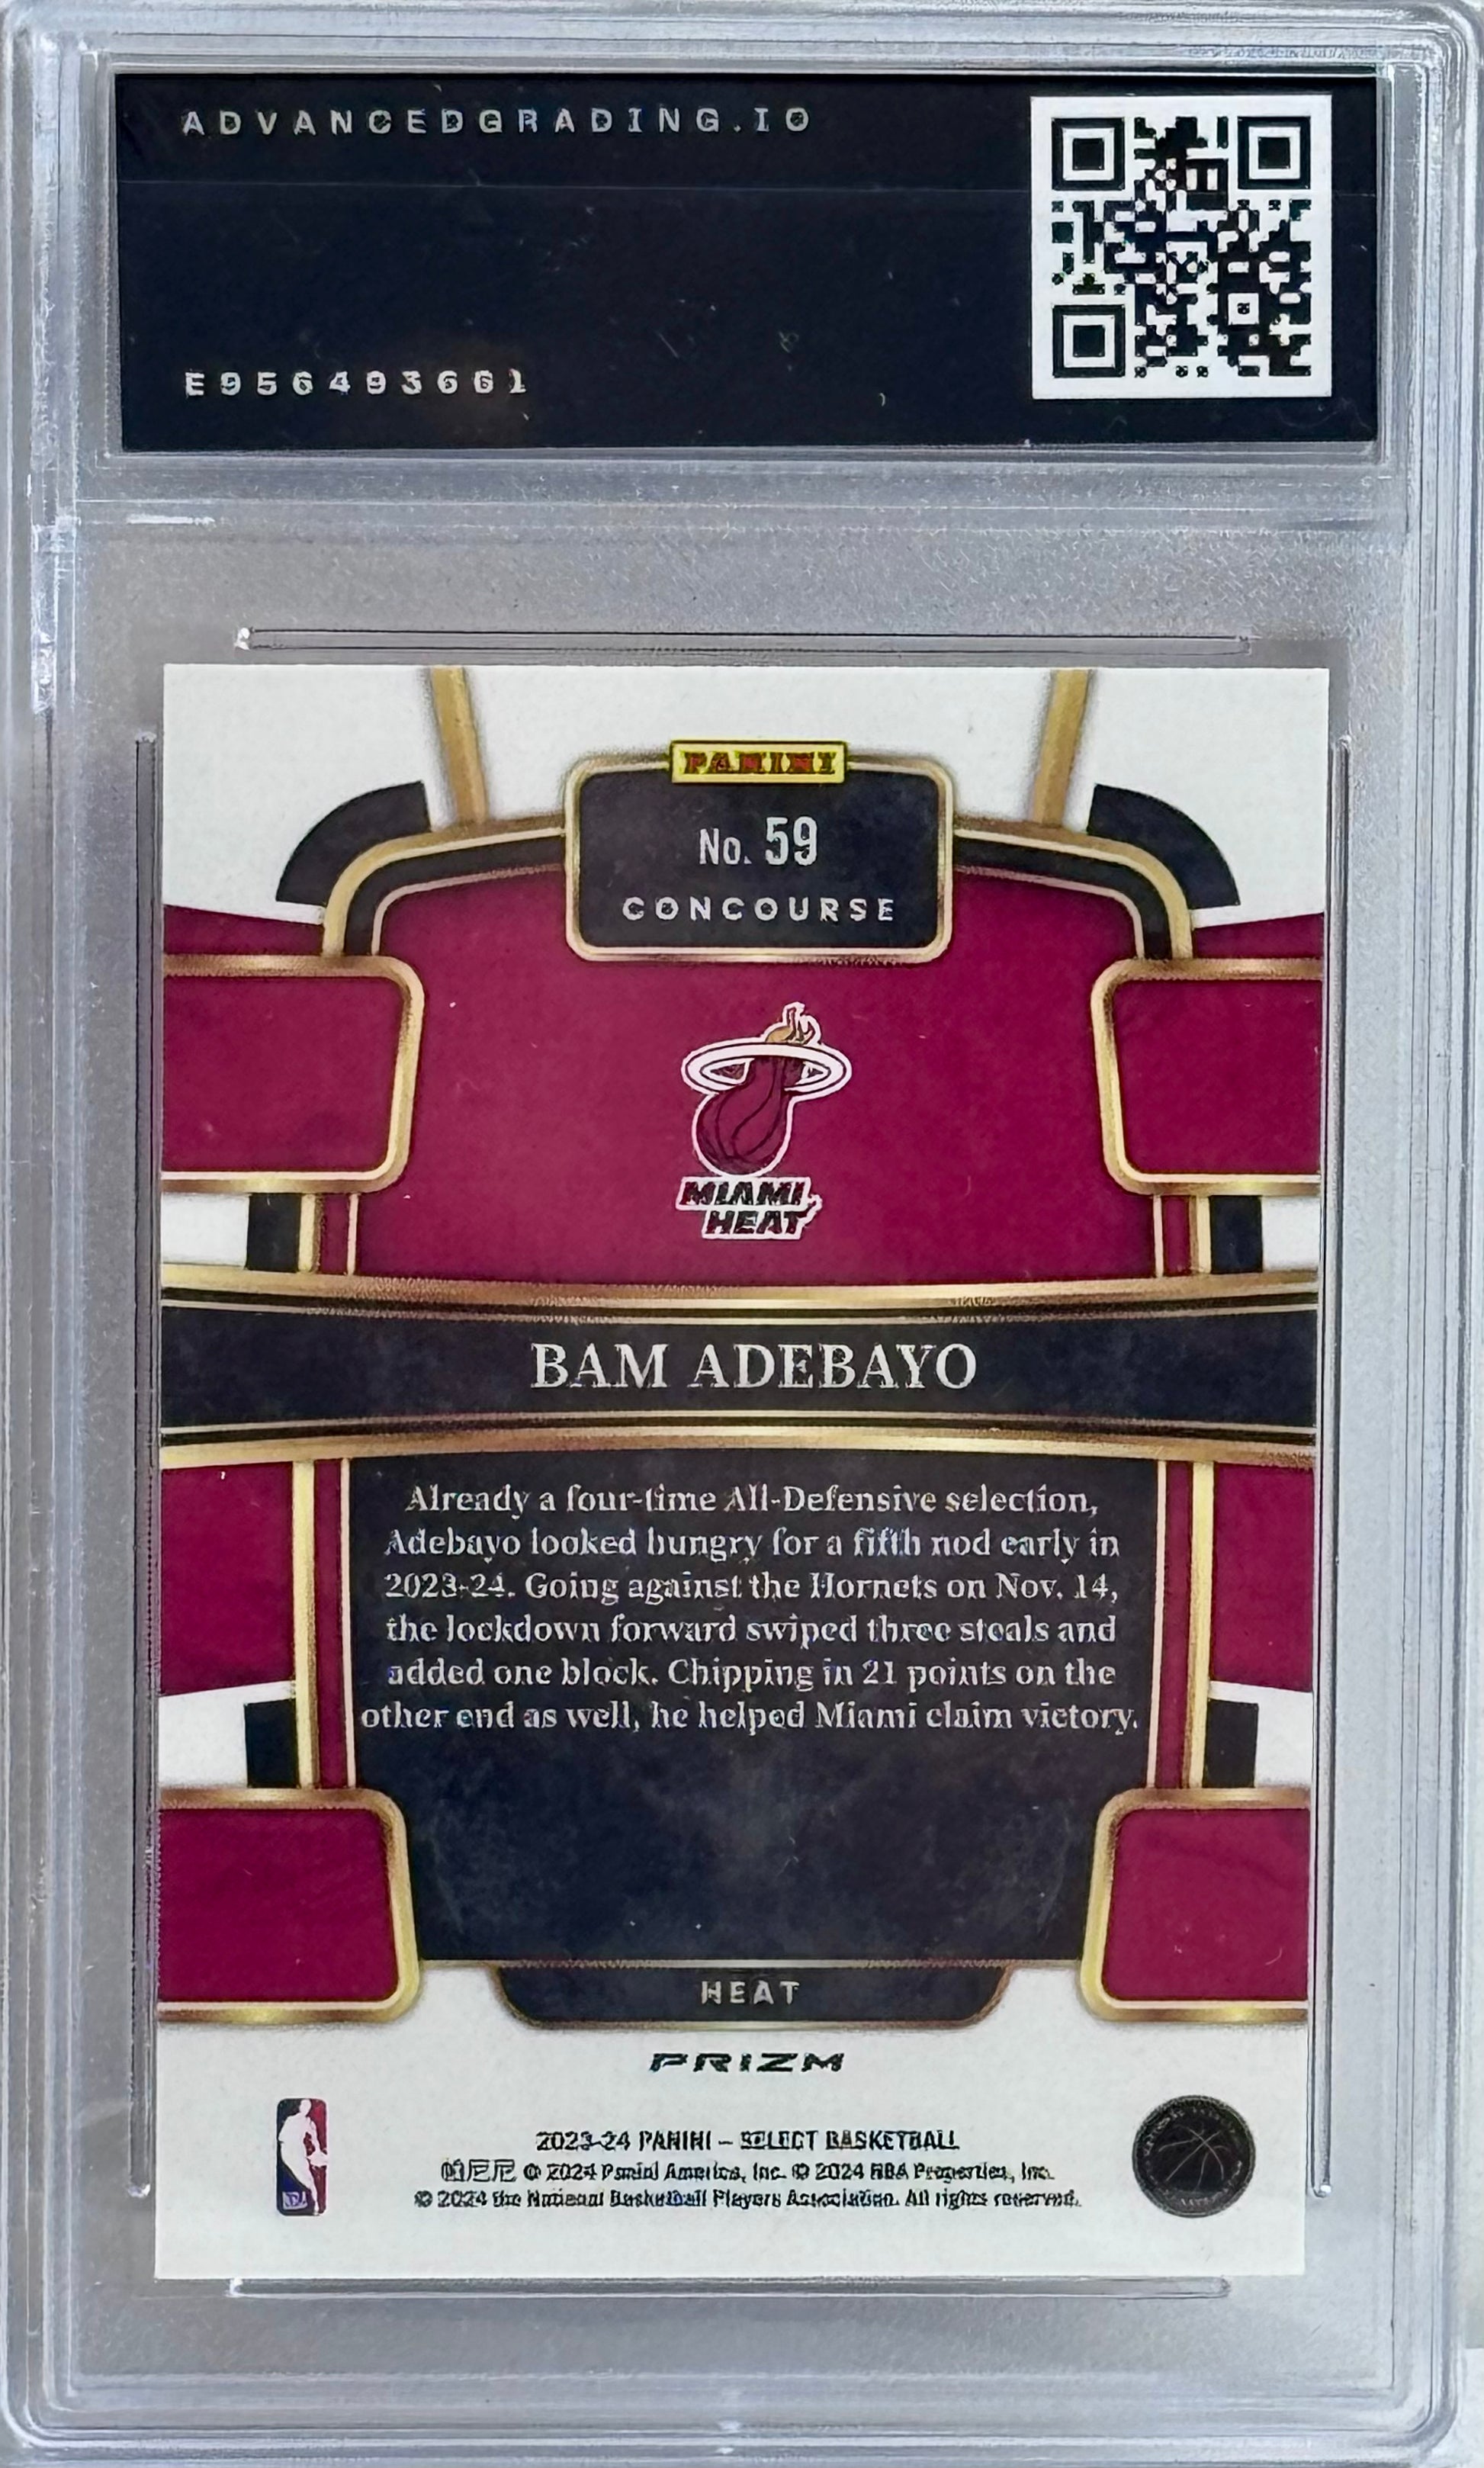 ADVANCEDGRADING.IO
E956493661
PANINI
No. 59
CONCOURSE
MIAMI
HEAT
BAM ADEBAYO
Already a four-time All-Defensive selection,
Adebayo looked hungry for a fifth nod early in
2023-24. Going against the Hornets on Nov. 14,
the lockdown forward swiped three steals and
added one block. Chipping in 21 points on the
other end as well, he helped Miami claim victory.
HEAT
PRIZM
2023-24 PANINI – SELECT BASKETBALL
© 2024 Panini America, Inc. © 2024 NBA Properties, Inc.
© 2024 the National Basketball Players Association. All rights reserved.
NBA